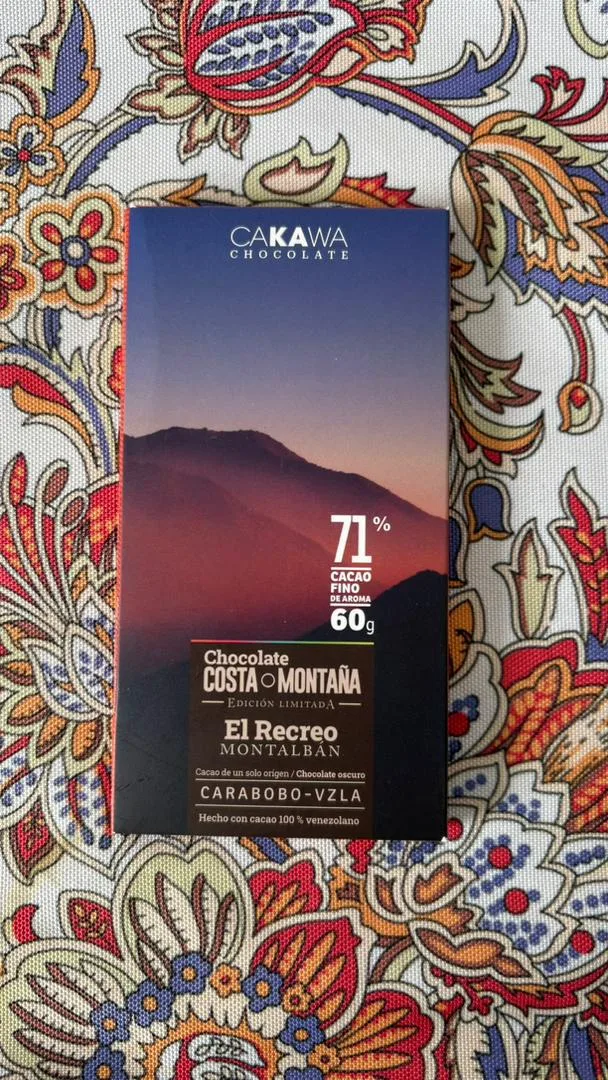 CAKAWA
CHOCOLATE
71%
CACAO
FINO
DE AROMA
60g
Chocolate
COSTA O MONTAÑA
EDICIÓN LIMITADA
El Recreo
MONTALBÁN
Cacao de un solo origen / Chocolate oscuro
CARABOBO-VZLA
Hecho con cacao 100 % venezolano